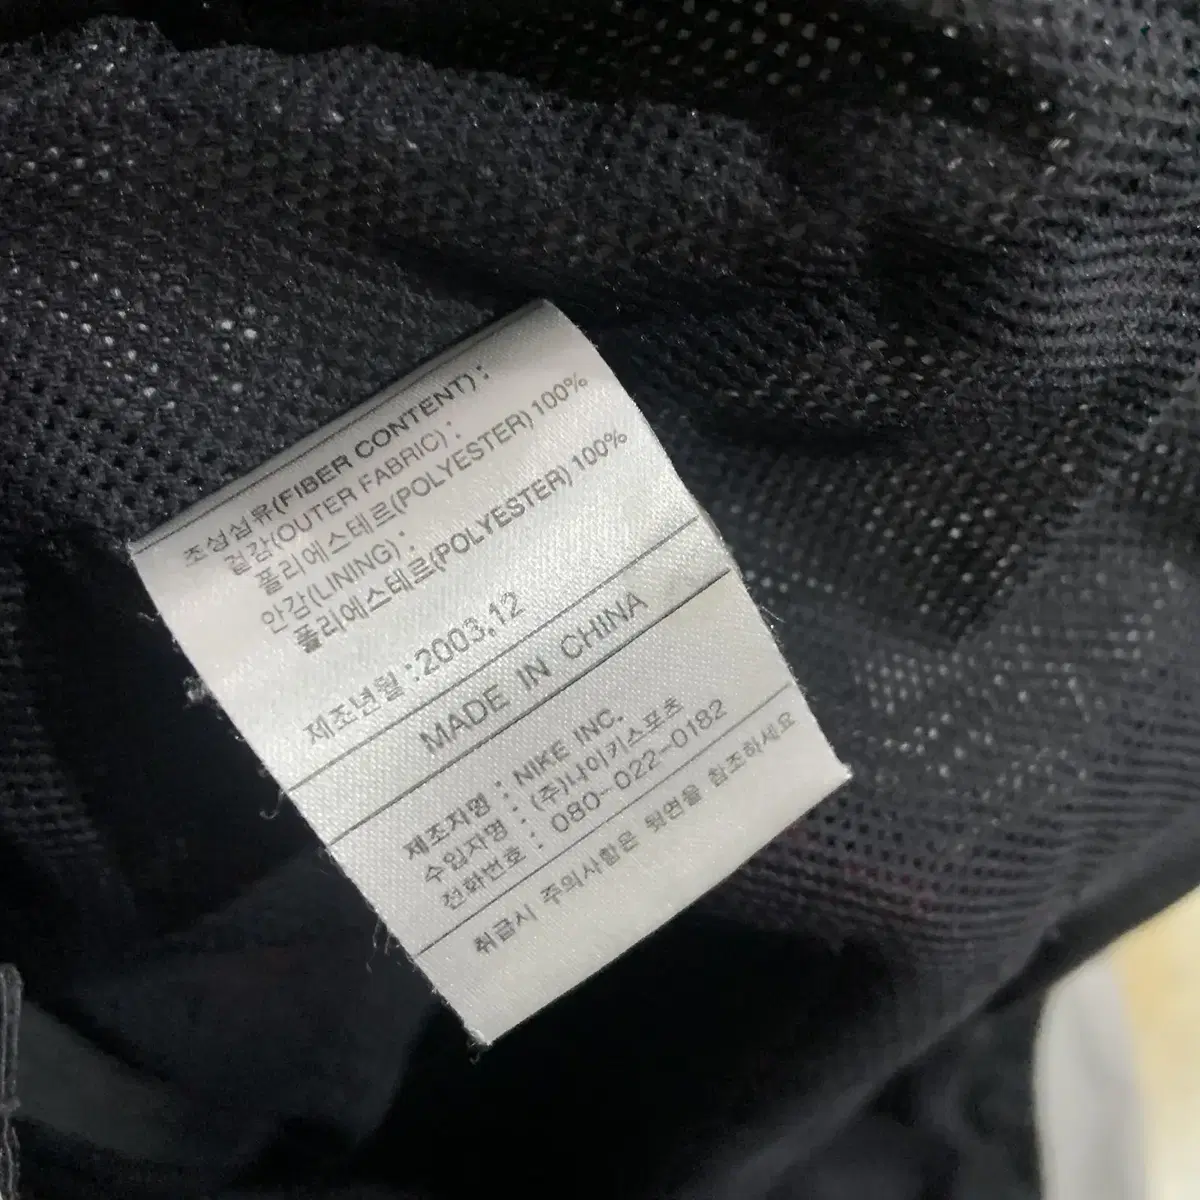 조성섬유(FIBER CONTENT) :
겉감(OUTER FABRIC) :
폴리에스테르(POLYESTER) 100%
안감(LINING) :
폴리에스테르(POLYESTER) 100%
제조년월 : 2003.12
MADE IN CHINA
제조자명 : NIKE INC.
수입자명 : (주)나이키스포츠
전화번호 : 080-022-0182
취급시 주의사항은 뒷면을 참조하세요